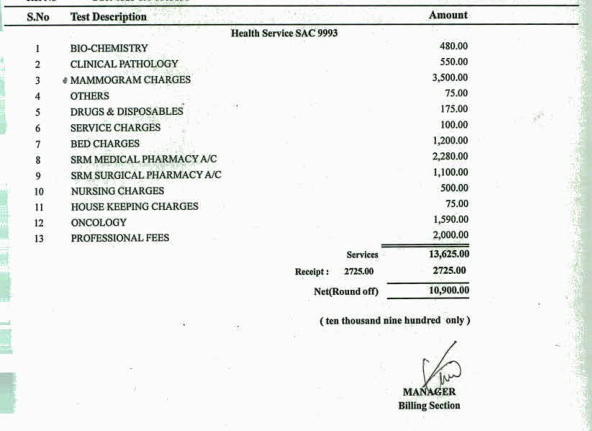 S.No Test Description Amount
Health Service SAC 9993
1 BIO-CHEMISTRY 480.00
2 CLINICAL PATHOLOGY 550.00
3 MAMMOGRAM CHARGES 3,500.00
4 OTHERS 75.00
5 DRUGS & DISPOSABLES 175.00
6 SERVICE CHARGES 100.00
7 BED CHARGES 1,200.00
8 SRM MEDICAL PHARMACY A/C 2,280.00
9 SRM SURGICAL PHARMACY A/C 1,100.00
10 NURSING CHARGES 500.00
11 HOUSE KEEPING CHARGES 75.00
12 ONCOLOGY 1,590.00
13 PROFESSIONAL FEES 2,000.00
Services 13,625.00
Receipt : 2725.00 2725.00
Net(Round off) 10,900.00
( ten thousand nine hundred only )
MANAGER
Billing Section